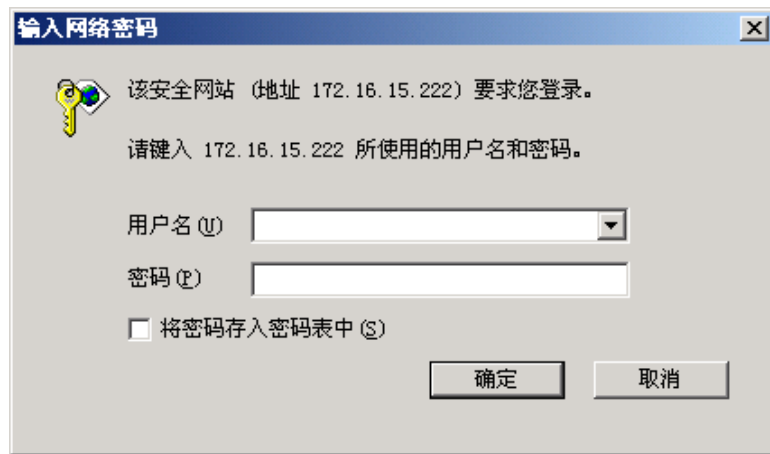 输入网络密码
该安全网站 (地址 172.16.15.222) 要求您登录。
请键入 172.16.15.222 所使用的用户名和密码。
用户名(U)
密码(P)
将密码存入密码表中(S)
确定 取消